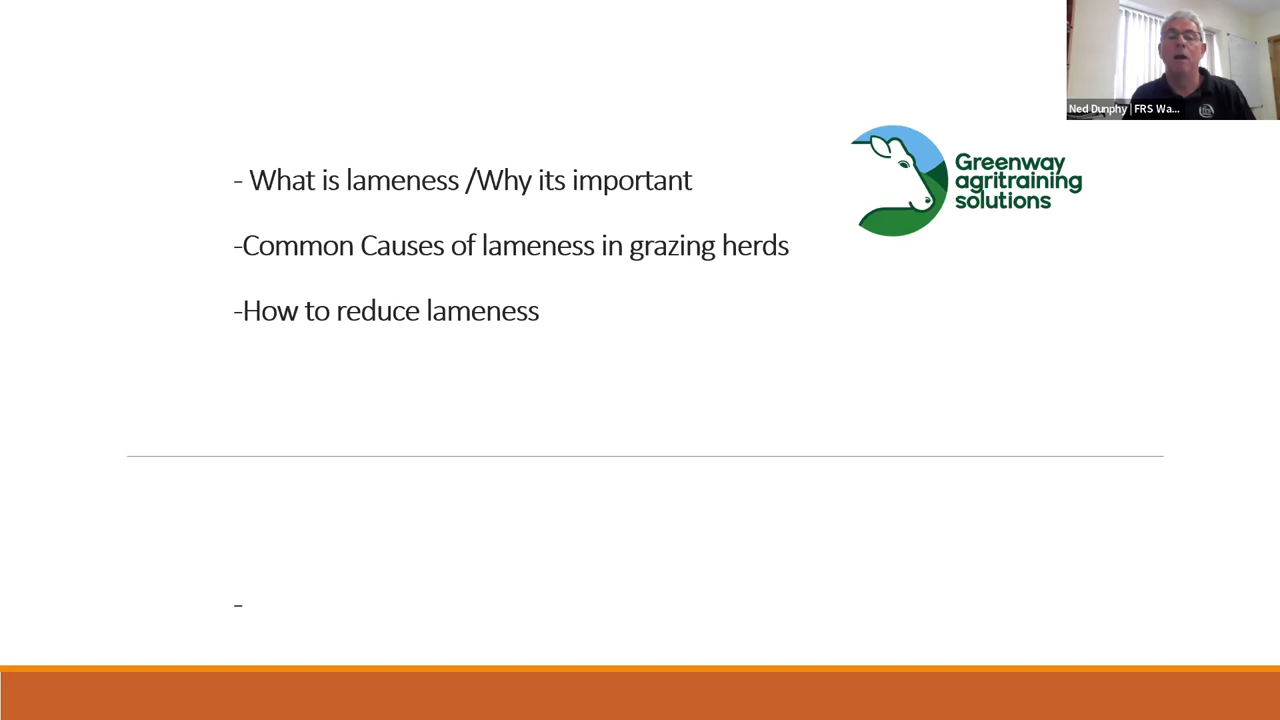 Ned Dunphy | FRS Wa...
- What is lameness /Why its important
-Common Causes of lameness in grazing herds
-How to reduce lameness
-
Greenway
agritraining
solutions